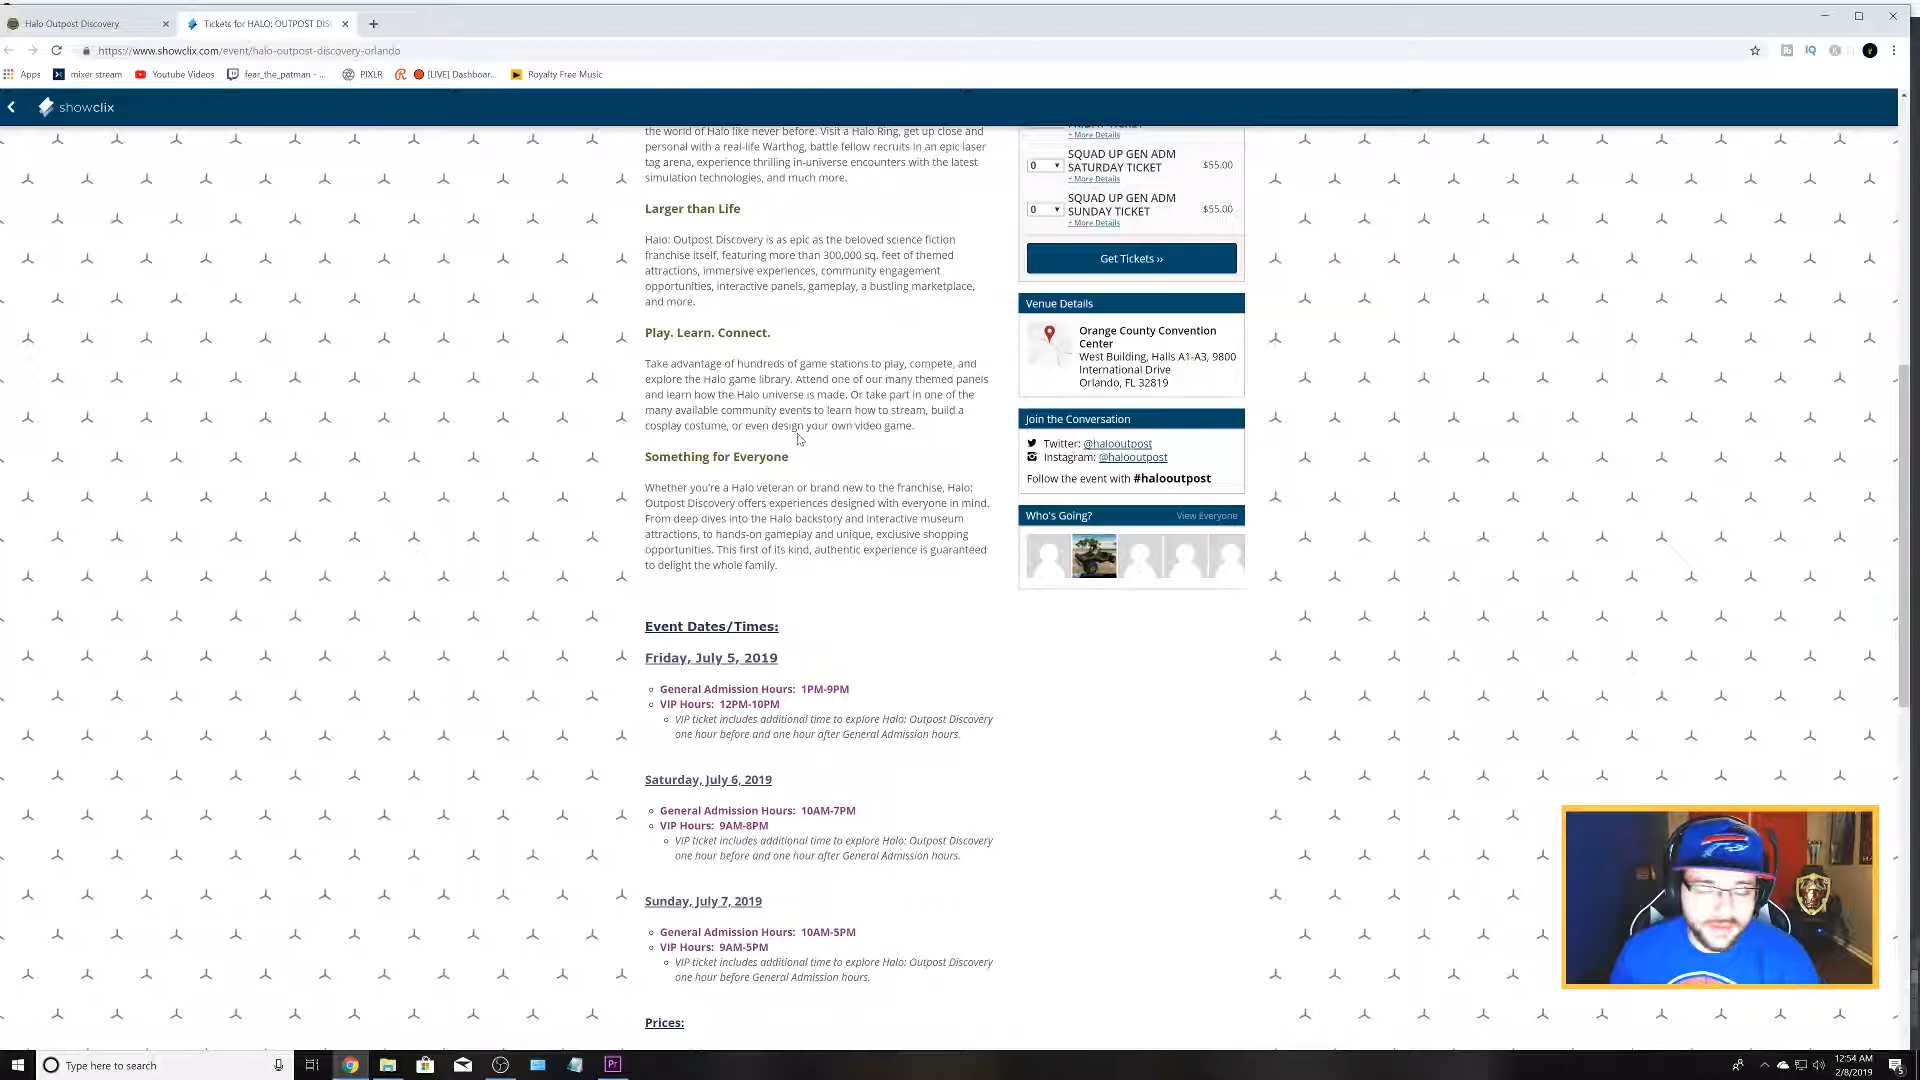 Halo Outpost Discovery
Tickets for HALO: OUTPOST DIS
https://www.showclix.com/event/halo-outpost-discovery-orlando
Apps
mixer stream
Youtube Videos
fear_the_patman - ...
PIXLR
[LIVE] Dashboar...
Royalty Free Music
showclix
the world of Halo like never before. Visit a Halo Ring, get up close and
personal with a real-life Warthog, battle fellow recruits in an epic laser
tag arena, experience thrilling in-universe encounters with the latest
simulation technologies, and much more.
Larger than Life
Halo: Outpost Discovery is as epic as the beloved science fiction
franchise itself, featuring more than 300,000 sq. feet of themed
attractions, immersive experiences, community engagement
opportunities, interactive panels, gameplay, a bustling marketplace,
and more.
Play. Learn. Connect.
Take advantage of hundreds of game stations to play, compete, and
explore the Halo game library. Attend one of our many themed panels
and learn how the Halo universe is made. Or take part in one of the
many available community events to learn how to stream, build a
cosplay costume, or even design your own video game.
Something for Everyone
Whether you're a Halo veteran or brand new to the franchise, Halo:
Outpost Discovery offers experiences designed with everyone in mind.
From deep dives into the Halo backstory and interactive museum
attractions, to hands-on gameplay and unique, exclusive shopping
opportunities. This first of its kind, authentic experience is guaranteed
to delight the whole family.
Event Dates/Times:
Friday, July 5, 2019
General Admission Hours: 1PM-9PM
VIP Hours: 12PM-10PM
VIP ticket includes additional time to explore Halo: Outpost Discovery
one hour before and one hour after General Admission hours.
Saturday, July 6, 2019
General Admission Hours: 10AM-7PM
VIP Hours: 9AM-8PM
VIP ticket includes additional time to explore Halo: Outpost Discovery
one hour before and one hour after General Admission hours.
Sunday, July 7, 2019
General Admission Hours: 10AM-5PM
VIP Hours: 9AM-5PM
VIP ticket includes additional time to explore Halo: Outpost Discovery
one hour before General Admission hours.
Prices:
+ More Details
0
SQUAD UP GEN ADM
SATURDAY TICKET
$55.00
+ More Details
0
SQUAD UP GEN ADM
SUNDAY TICKET
$55.00
+ More Details
Get Tickets ››
Venue Details
Orange County Convention
Center
West Building, Halls A1-A3, 9800
International Drive
Orlando, FL 32819
Join the Conversation
Twitter: @halooutpost
Instagram: @halooutpost
Follow the event with #halooutpost
Who's Going?
View Everyone
Type here to search
Pr
12:54 AM
2/8/2019